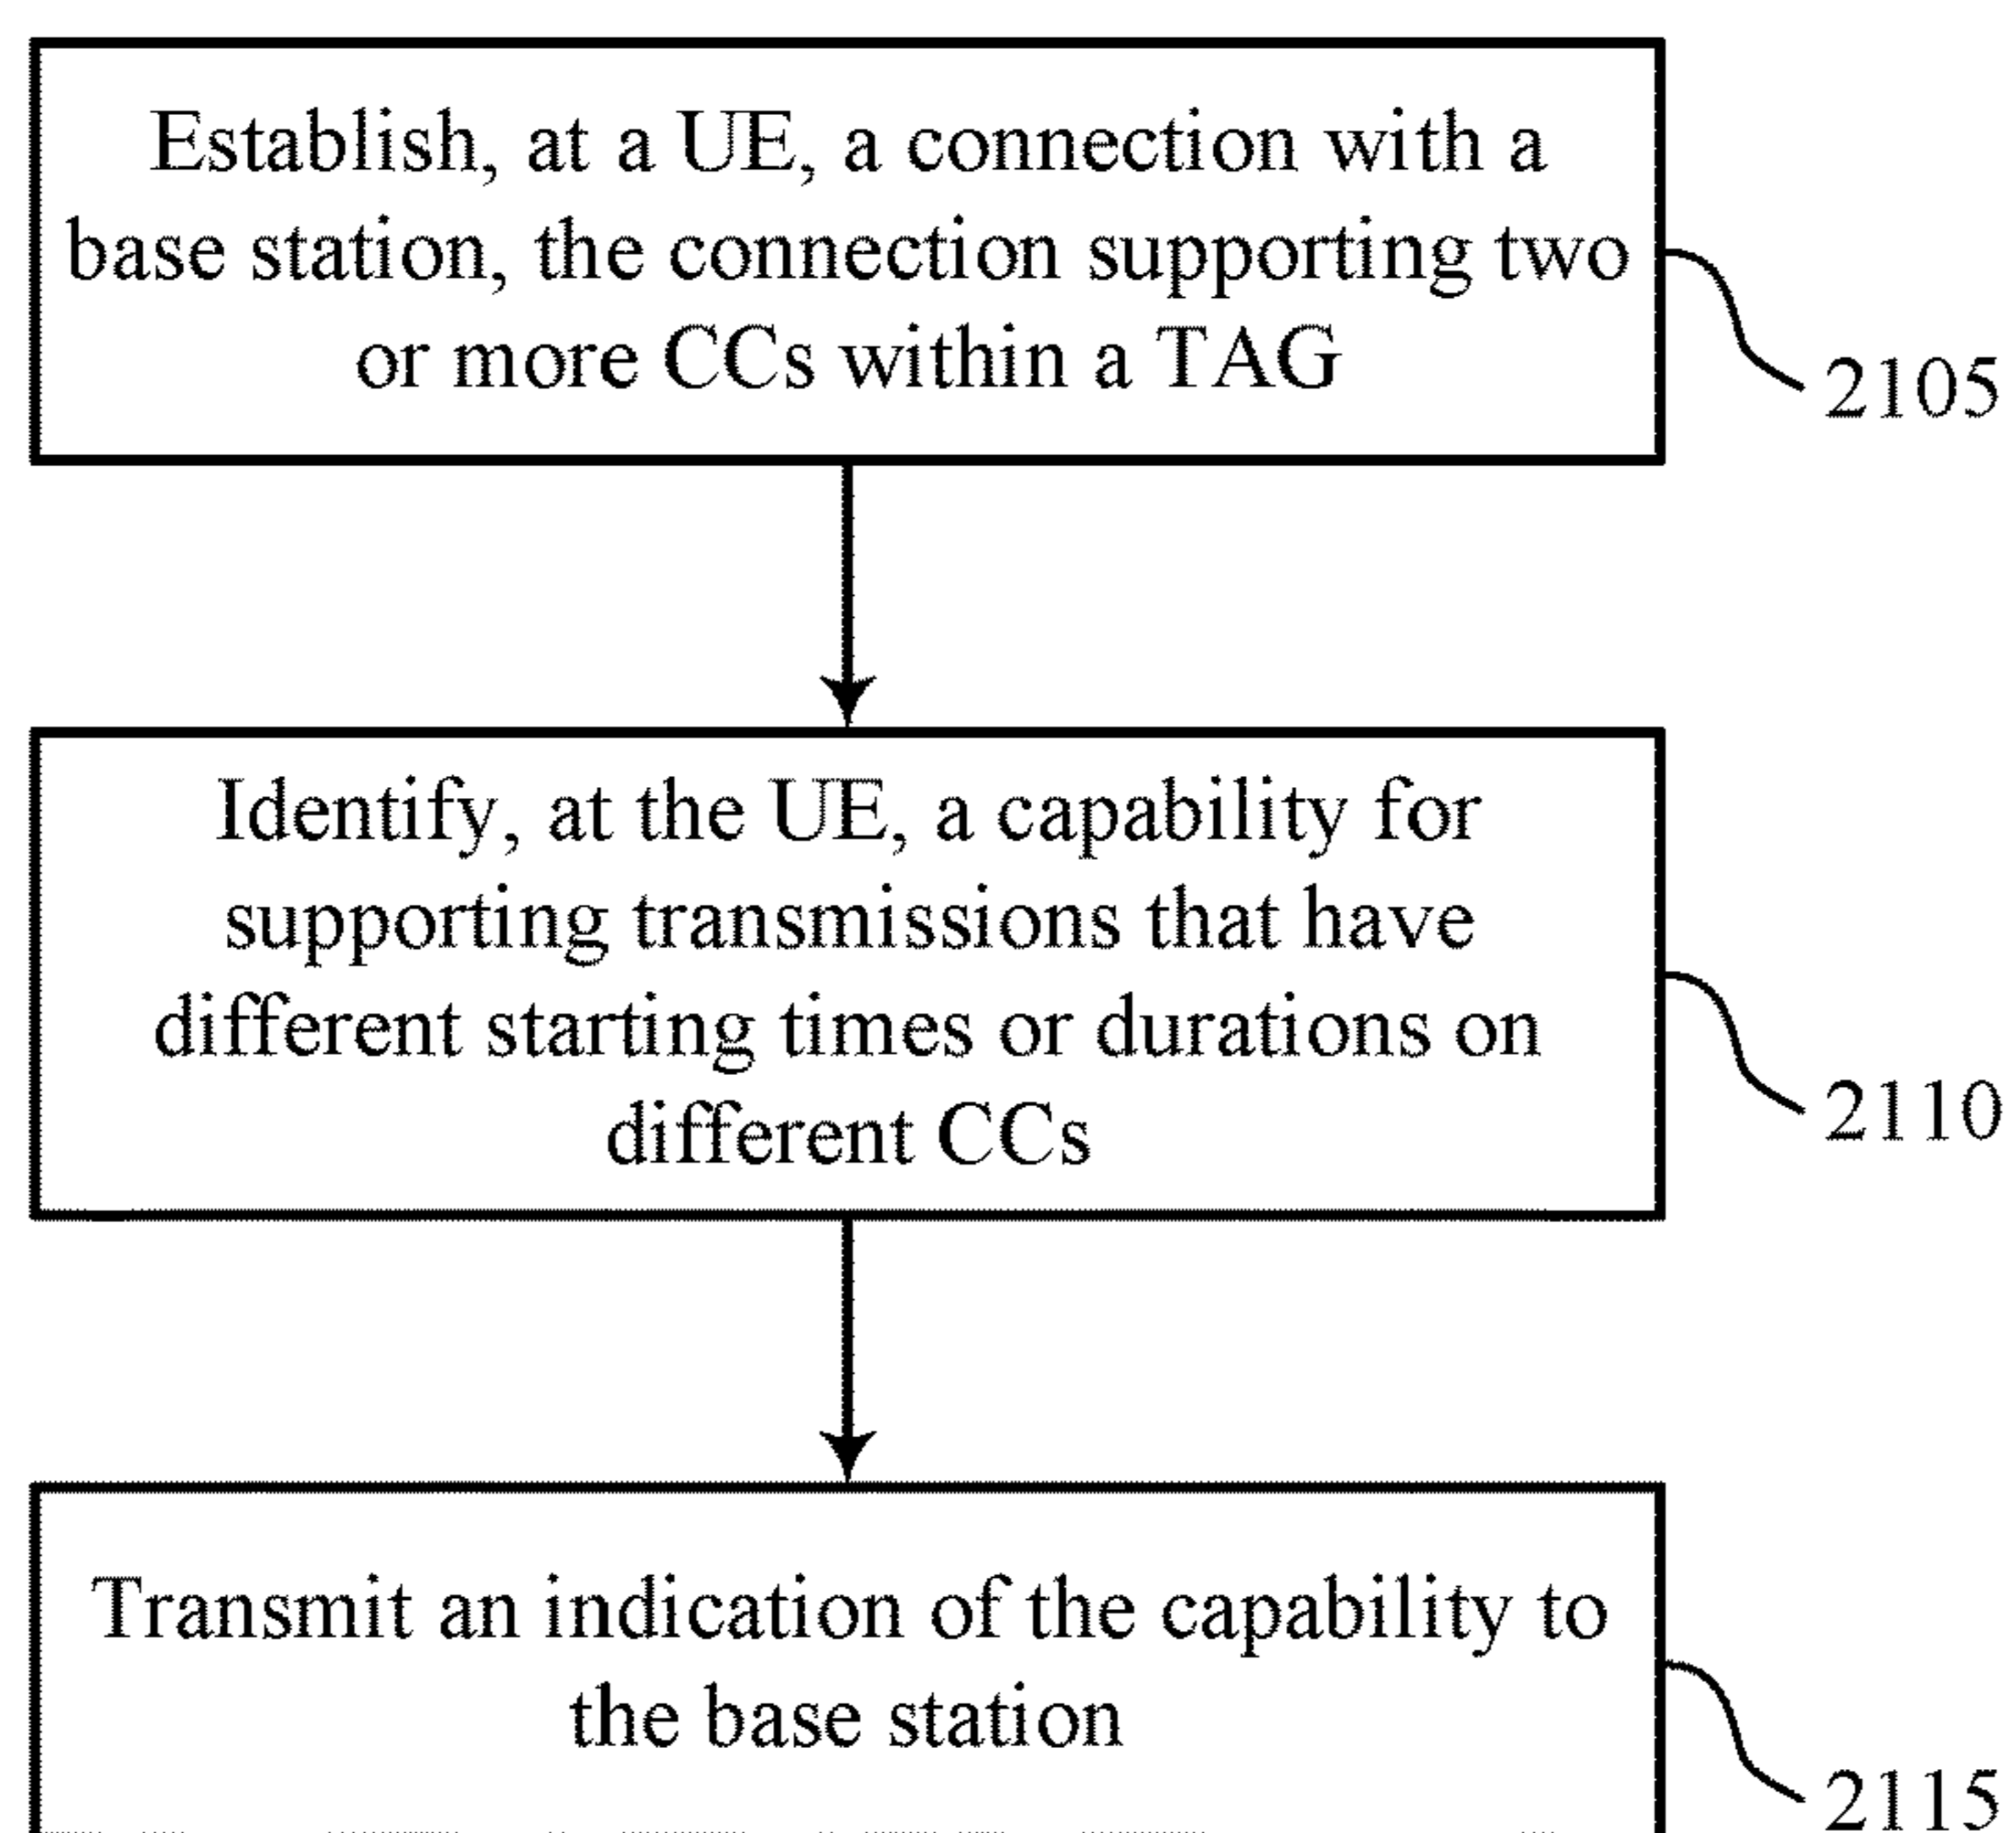 Establish, at a UE, a connection with a
base station, the connection supporting two
or more CCs within a TAG
2105
Identify, at the UE, a capability for
supporting transmissions that have
different starting times or durations on
different CCs
2110
Transmit an indication of the capability to
the base station
2115